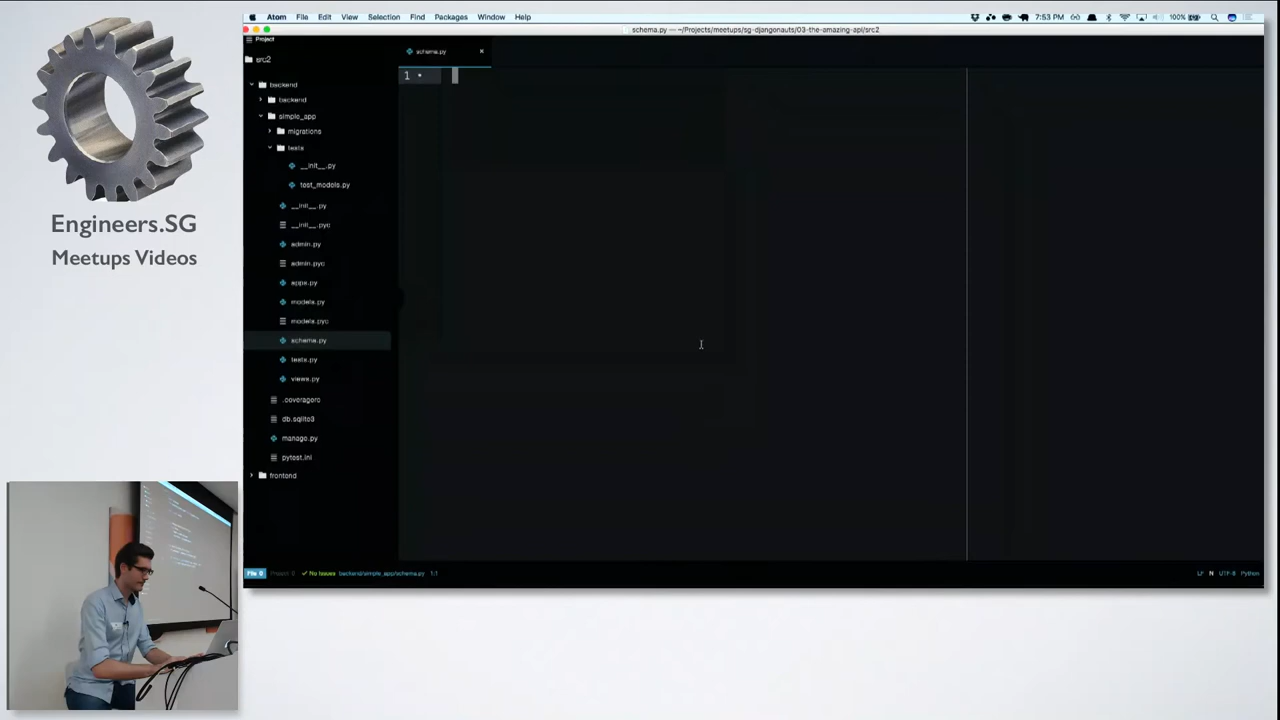 Engineers.SG
Meetups Videos
Atom File Edit View Selection Find Packages Window Help
7:53 PM 100%
schema.py — ~/Projects/meetups/sg-djangonauts/03-the-amazing-api/src2
Project
src2
schema.py
1
backend
backend
simple_app
migrations
tests
__init__.py
test_models.py
__init__.py
__init__.pyc
admin.py
admin.pyc
apps.py
models.py
models.pyc
schema.py
tests.py
views.py
.coveragerc
db.sqlite3
manage.py
pytest.ini
frontend
File 0 Project 0 No Issues backend/simple_app/schema.py 1:1
LF N UTF-8 Python